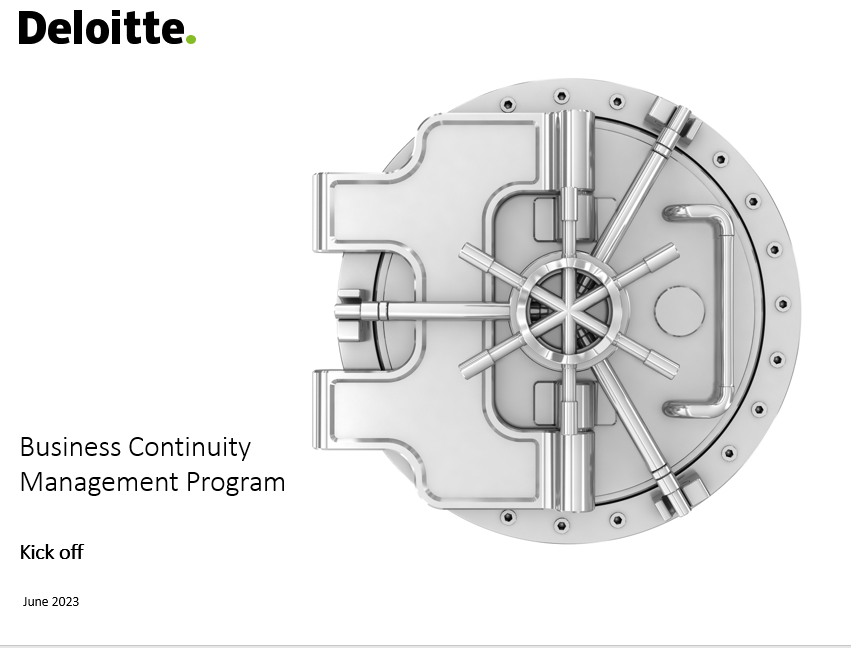 Deloitte.
Business Continuity
Management Program
Kick off
June 2023